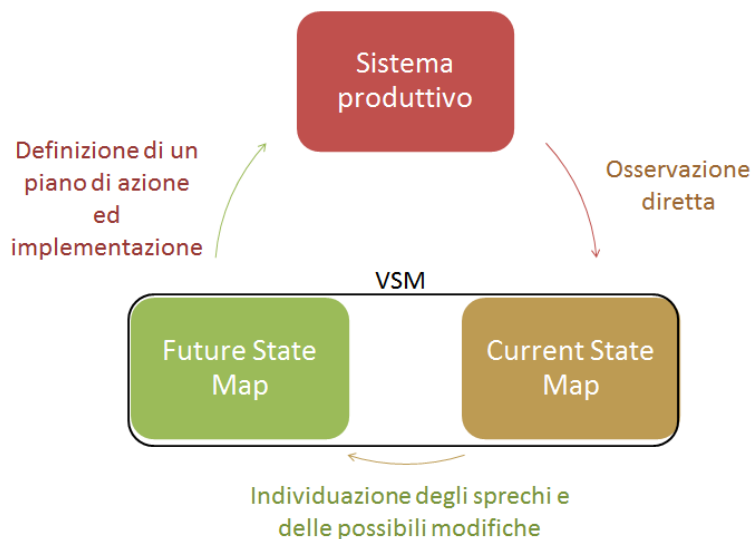 Sistema
produttivo
Definizione di un
piano di azione
ed
implementazione
Osservazione
diretta
VSM
Future State
Map
Current State
Map
Individuazione degli sprechi e
delle possibili modifiche